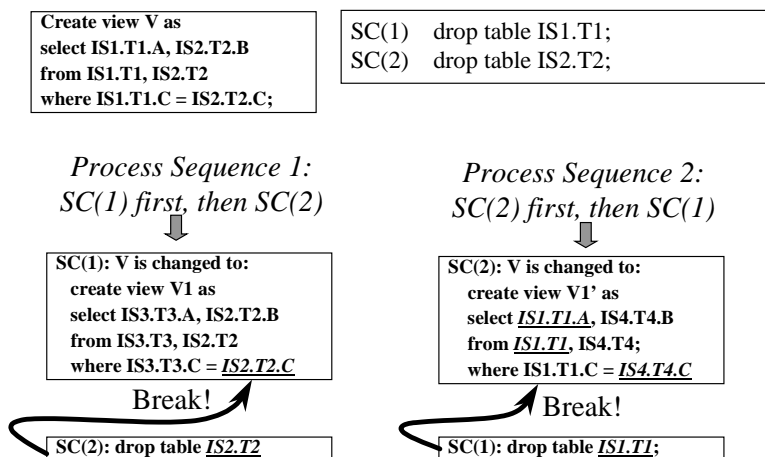 Create view V as
select IS1.T1.A, IS2.T2.B
from IS1.T1, IS2.T2
where IS1.T1.C = IS2.T2.C;
SC(1) drop table IS1.T1;
SC(2) drop table IS2.T2;
Process Sequence 1:
SC(1) first, then SC(2)
SC(1): V is changed to:
create view V1 as
select IS3.T3.A, IS2.T2.B
from IS3.T3, IS2.T2
where IS3.T3.C = IS2.T2.C
Break!
SC(2): drop table IS2.T2
Process Sequence 2:
SC(2) first, then SC(1)
SC(2): V is changed to:
create view V1’ as
select IS1.T1.A, IS4.T4.B
from IS1.T1, IS4.T4;
where IS1.T1.C = IS4.T4.C
Break!
SC(1): drop table IS1.T1;